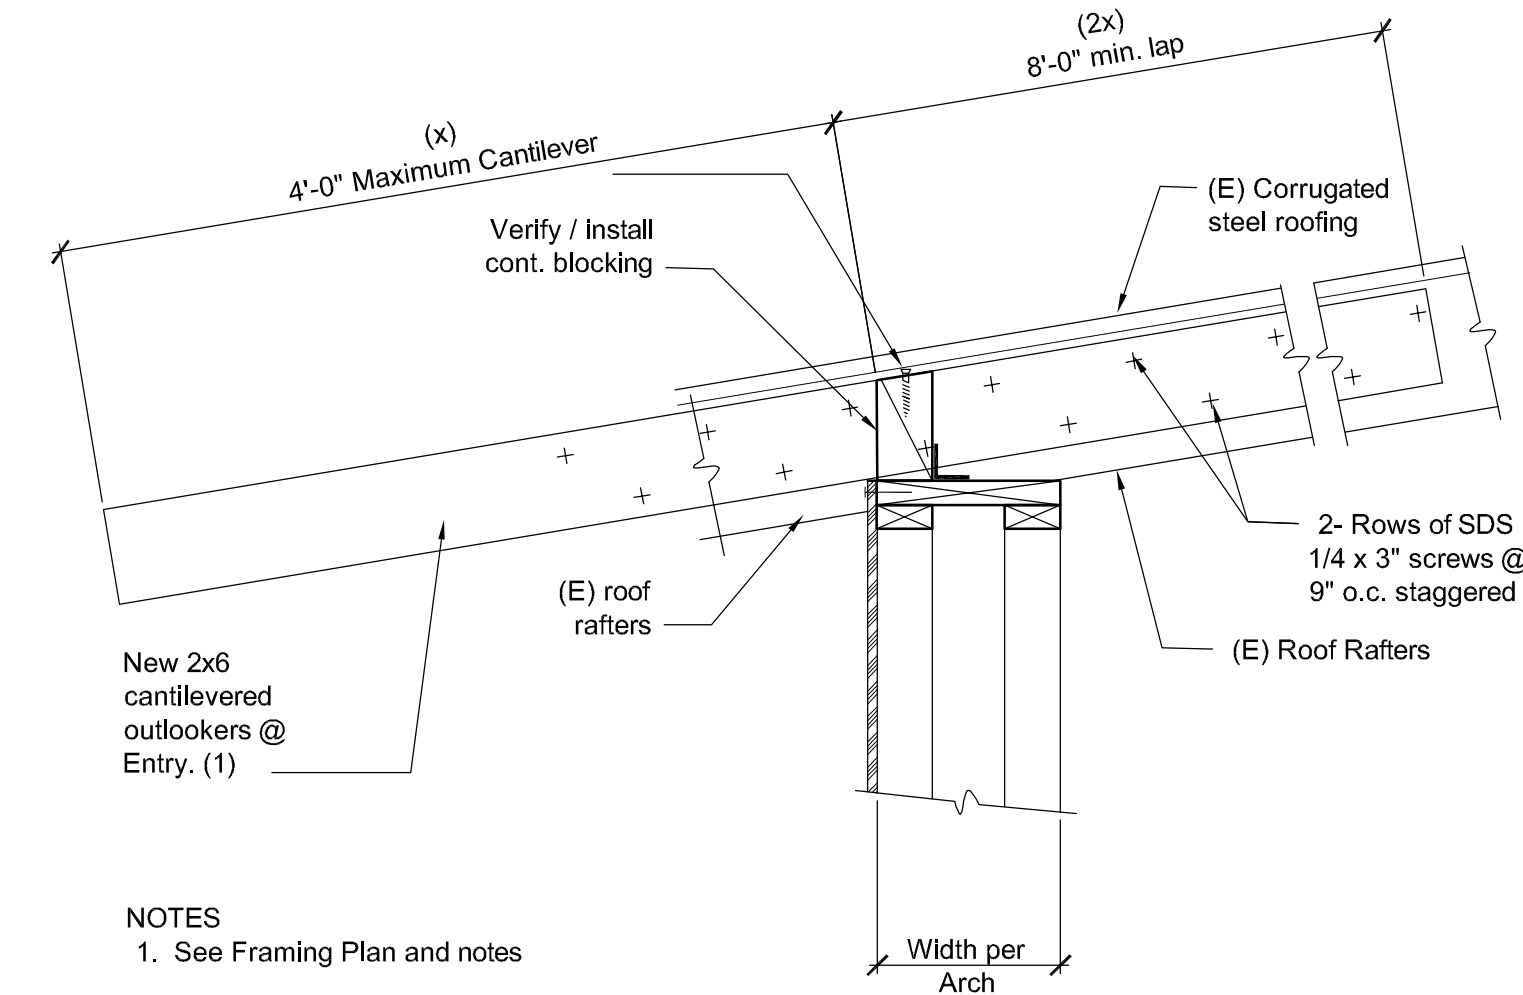 (2x)
8'-0" min. lap
(x)
4'-0" Maximum Cantilever
(E) Corrugated
steel roofing
Verify / install
cont. blocking
2- Rows of SDS
1/4 x 3" screws @
9" o.c. staggered
(E) roof
rafters
(E) Roof Rafters
New 2x6
cantilevered
outlookers @
Entry. (1)
NOTES
1. See Framing Plan and notes
Width per
Arch